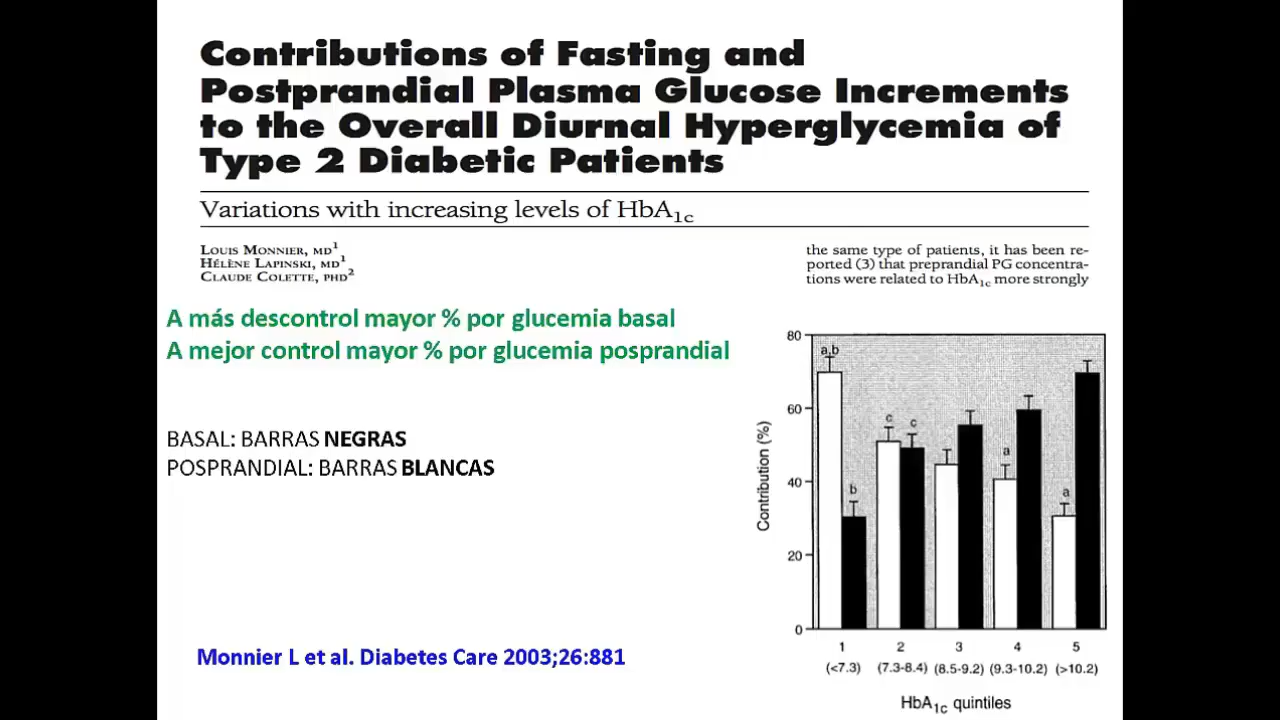 Contributions of Fasting and
Postprandial Plasma Glucose Increments
to the Overall Diurnal Hyperglycemia of
Type 2 Diabetic Patients
Variations with increasing levels of HbA1c
LOUIS MONNIER, MD1
HÉLÈNE LAPINSKI, MD1
CLAUDE COLETTE, PHD2
the same type of patients, it has been re-
ported (3) that preprandial PG concentra-
tions were related to HbA1c more strongly
A más descontrol mayor % por glucemia basal
A mejor control mayor % por glucemia posprandial
BASAL: BARRAS NEGRAS
POSPRANDIAL: BARRAS BLANCAS
Monnier L et al. Diabetes Care 2003;26:881
Contribution (%)
80
60
40
20
0
a,b
b
c
c
a
a
1 2 3 4 5
(<7.3) (7.3-8.4) (8.5-9.2) (9.3-10.2) (>10.2)
HbA1c quintiles